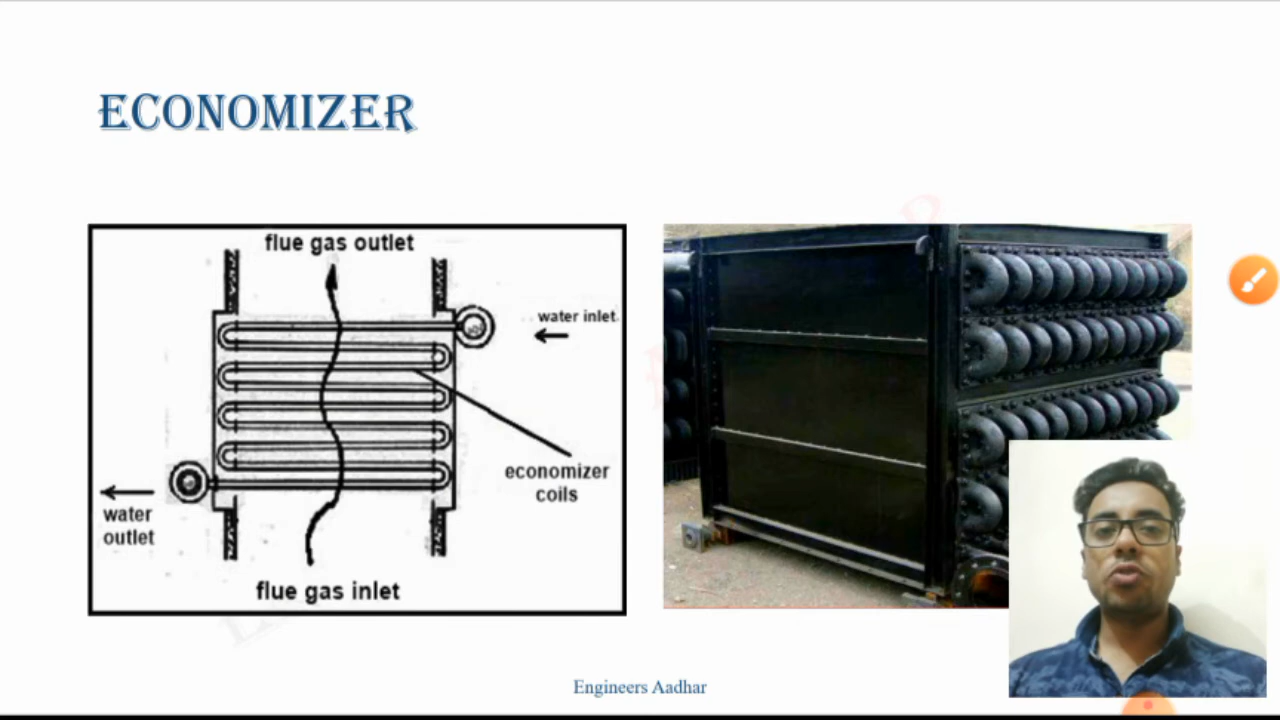 ECONOMIZER
flue gas outlet
water inlet
economizer
coils
water
outlet
flue gas inlet
Engineers Aadhar